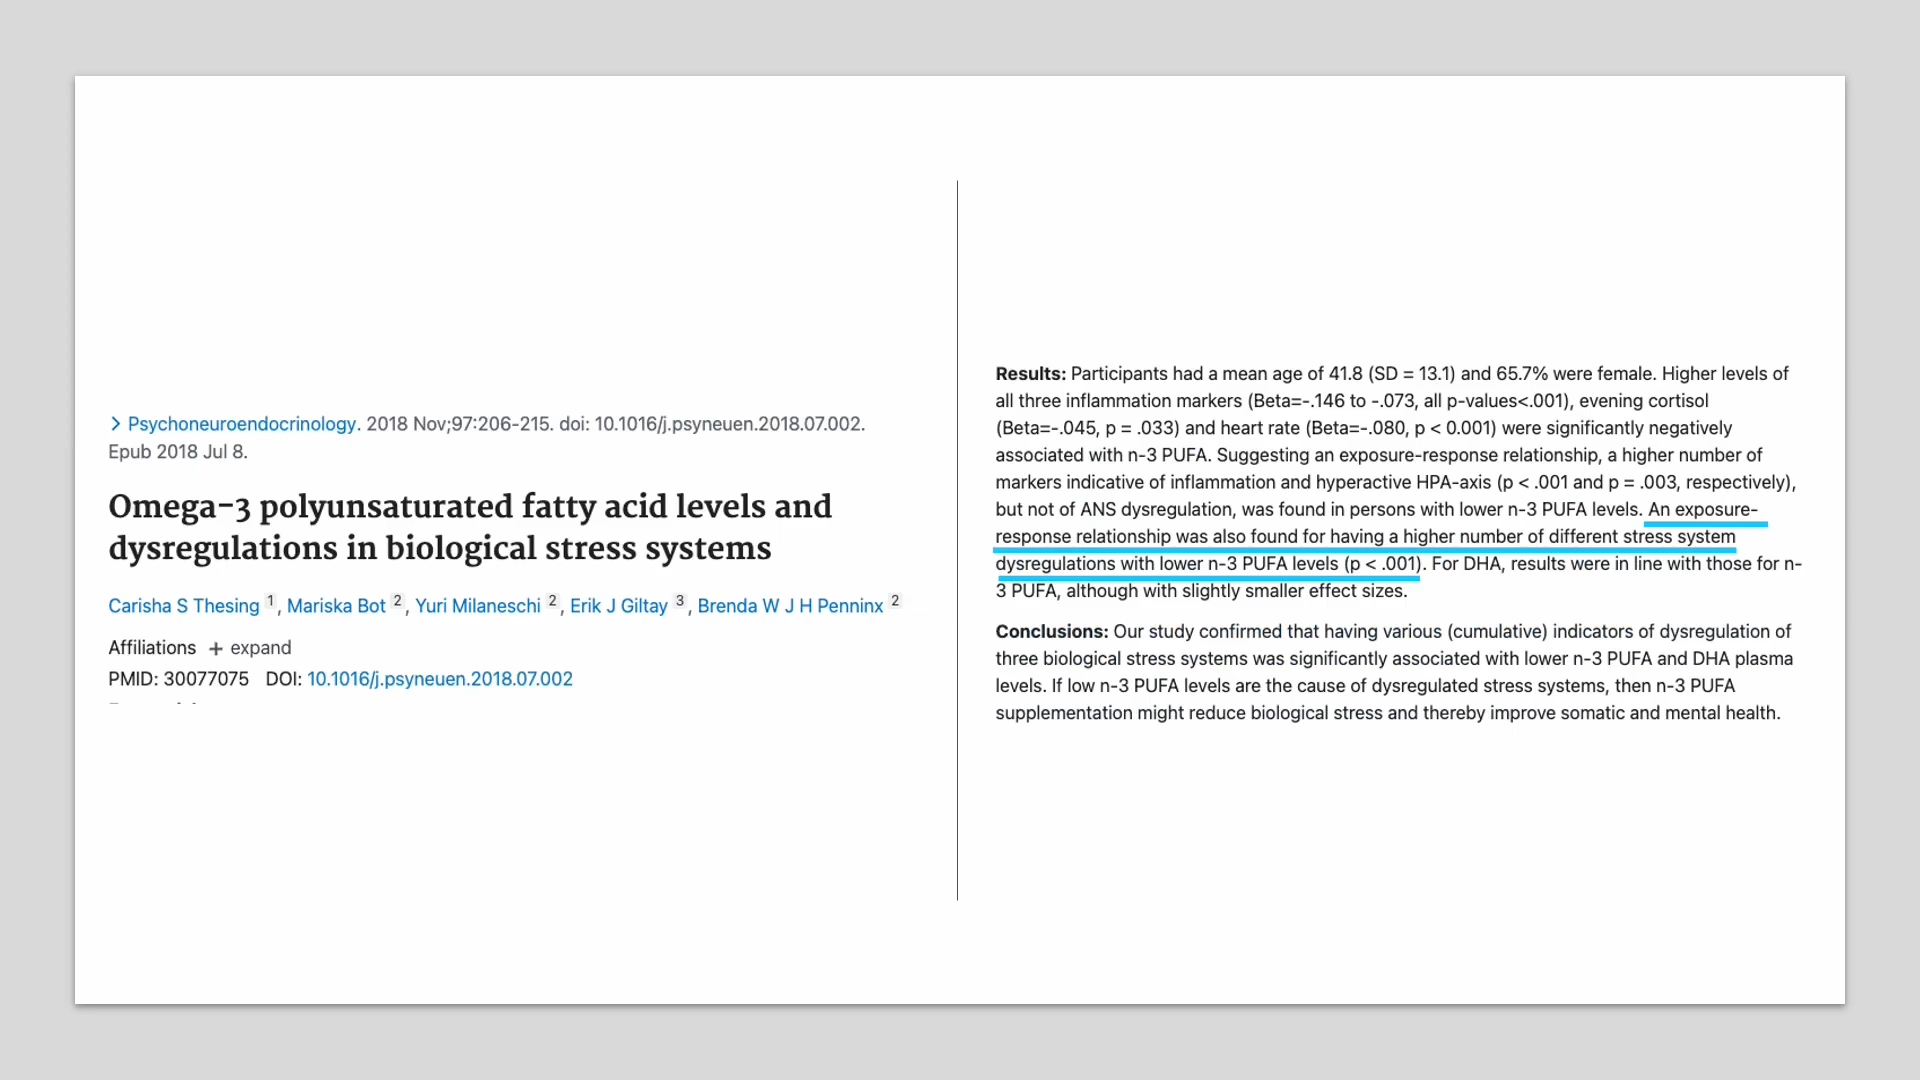 > Psychoneuroendocrinology. 2018 Nov;97:206-215. doi: 10.1016/j.psyneuen.2018.07.002.
Epub 2018 Jul 8.
Omega-3 polyunsaturated fatty acid levels and
dysregulations in biological stress systems
Carisha S Thesing 1, Mariska Bot 2, Yuri Milaneschi 2, Erik J Giltay 3, Brenda W J H Penninx 2
Affiliations + expand
PMID: 30077075 DOI: 10.1016/j.psyneuen.2018.07.002
Results: Participants had a mean age of 41.8 (SD = 13.1) and 65.7% were female. Higher levels of
all three inflammation markers (Beta=-.146 to -.073, all p-values<.001), evening cortisol
(Beta=-.045, p = .033) and heart rate (Beta=-.080, p < 0.001) were significantly negatively
associated with n-3 PUFA. Suggesting an exposure-response relationship, a higher number of
markers indicative of inflammation and hyperactive HPA-axis (p < .001 and p = .003, respectively),
but not of ANS dysregulation, was found in persons with lower n-3 PUFA levels. An exposure-
response relationship was also found for having a higher number of different stress system
dysregulations with lower n-3 PUFA levels (p < .001). For DHA, results were in line with those for n-
3 PUFA, although with slightly smaller effect sizes.
Conclusions: Our study confirmed that having various (cumulative) indicators of dysregulation of
three biological stress systems was significantly associated with lower n-3 PUFA and DHA plasma
levels. If low n-3 PUFA levels are the cause of dysregulated stress systems, then n-3 PUFA
supplementation might reduce biological stress and thereby improve somatic and mental health.